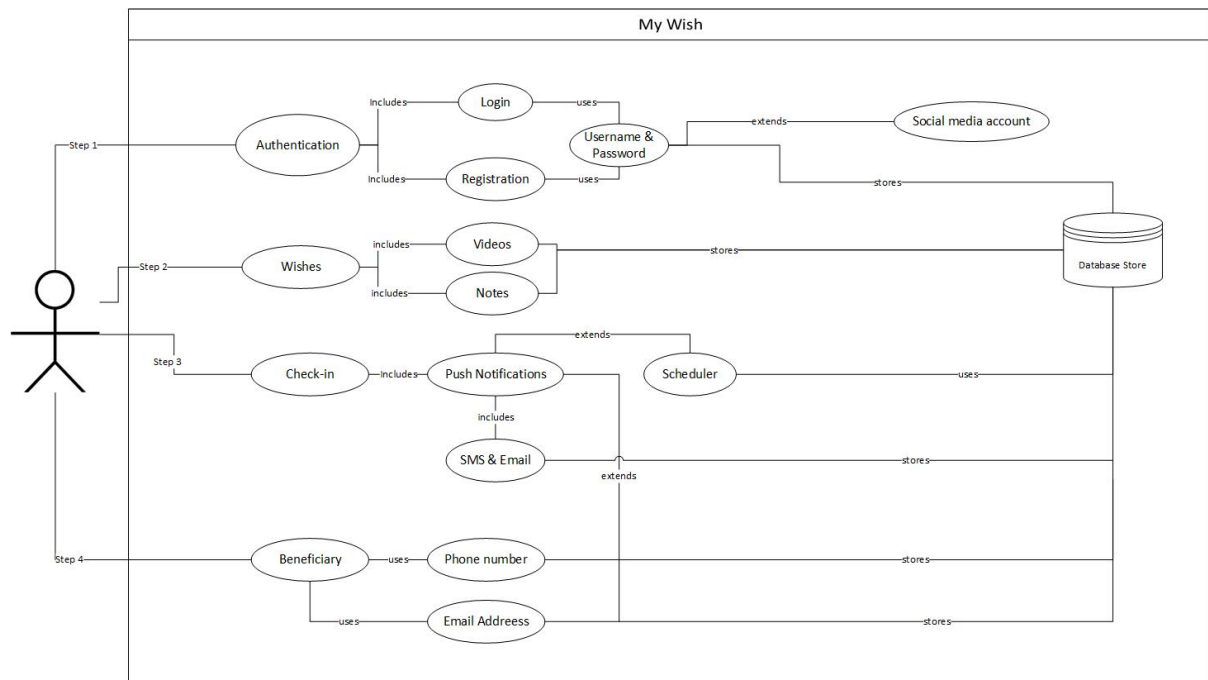 My Wish
Includes
Login
uses
Step 1
Authentication
Username &
Password
extends
Social media account
Includes
Registration
uses
stores
Step 2
Wishes
includes
Videos
stores
includes
Notes
Database Store
extends
Step 3
Check-in
Includes
Push Notifications
Scheduler
uses
includes
SMS & Email
stores
extends
Step 4
Beneficiary
uses
Phone number
stores
uses
Email Addreess
stores